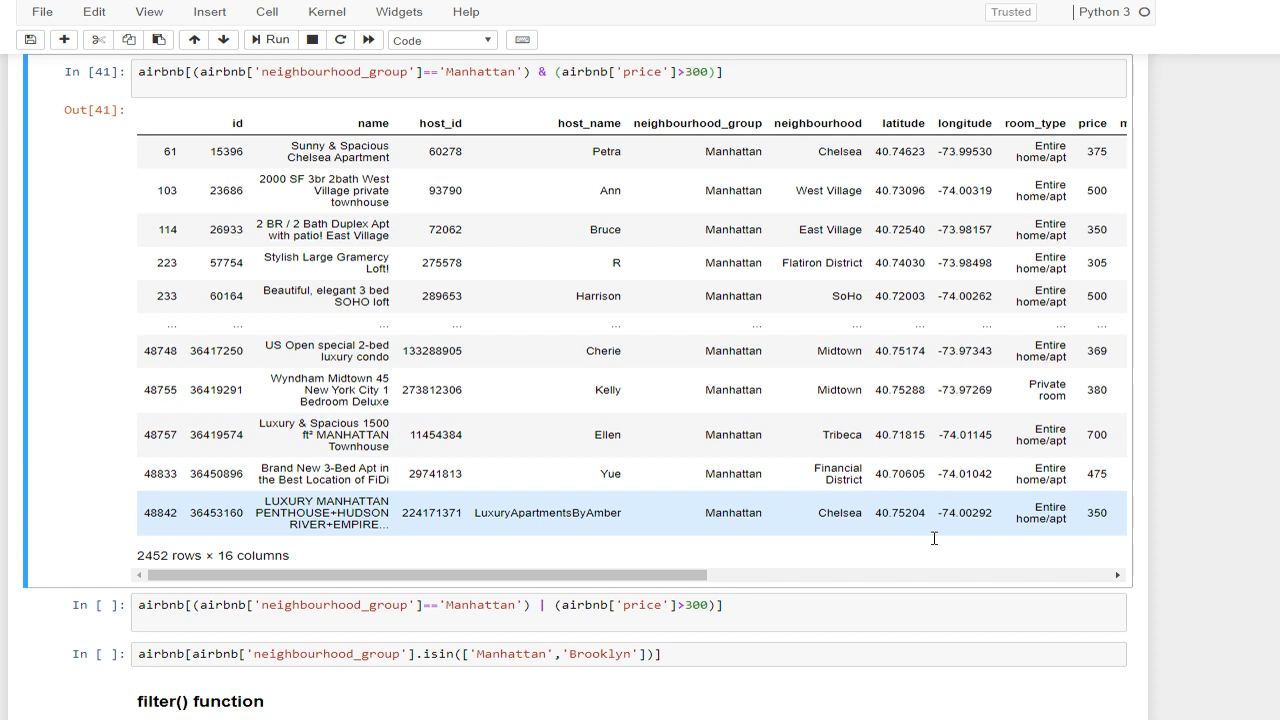 File Edit View Insert Cell Kernel Widgets Help Trusted Python 3
Run Code
In [41]: airbnb[(airbnb['neighbourhood_group']=='Manhattan') & (airbnb['price']>300)]
Out[41]:
id name host_id host_name neighbourhood_group neighbourhood latitude longitude room_type price m
61 15396 Sunny & Spacious Chelsea Apartment 60278 Petra Manhattan Chelsea 40.74623 -73.99530 Entire home/apt 375
103 23686 2000 SF 3br 2bath West Village private townhouse 93790 Ann Manhattan West Village 40.73096 -74.00319 Entire home/apt 500
114 26933 2 BR / 2 Bath Duplex Apt with patio! East Village 72062 Bruce Manhattan East Village 40.72540 -73.98157 Entire home/apt 350
223 57754 Stylish Large Gramercy Loft! 275578 R Manhattan Flatiron District 40.74030 -73.98498 Entire home/apt 305
233 60164 Beautiful, elegant 3 bed SOHO loft 289653 Harrison Manhattan SoHo 40.72003 -74.00262 Entire home/apt 500
... ... ... ... ... ... ... ... ... ... ...
48748 36417250 US Open special 2-bed luxury condo 133288905 Cherie Manhattan Midtown 40.75174 -73.97343 Entire home/apt 369
48755 36419291 Wyndham Midtown 45 New York City 1 Bedroom Deluxe 273812306 Kelly Manhattan Midtown 40.75288 -73.97269 Private room 380
48757 36419574 Luxury & Spacious 1500 ft² MANHATTAN Townhouse 11454384 Ellen Manhattan Tribeca 40.71815 -74.01145 Entire home/apt 700
48833 36450896 Brand New 3-Bed Apt in the Best Location of FiDi 29741813 Yue Manhattan Financial District 40.70605 -74.01042 Entire home/apt 475
48842 36453160 LUXURY MANHATTAN PENTHOUSE+HUDSON RIVER+EMPIRE... 224171371 LuxuryApartmentsByAmber Manhattan Chelsea 40.75204 -74.00292 Entire home/apt 350
2452 rows × 16 columns
In [ ]: airbnb[(airbnb['neighbourhood_group']=='Manhattan') | (airbnb['price']>300)]
In [ ]: airbnb[airbnb['neighbourhood_group'].isin(['Manhattan','Brooklyn'])]
filter() function